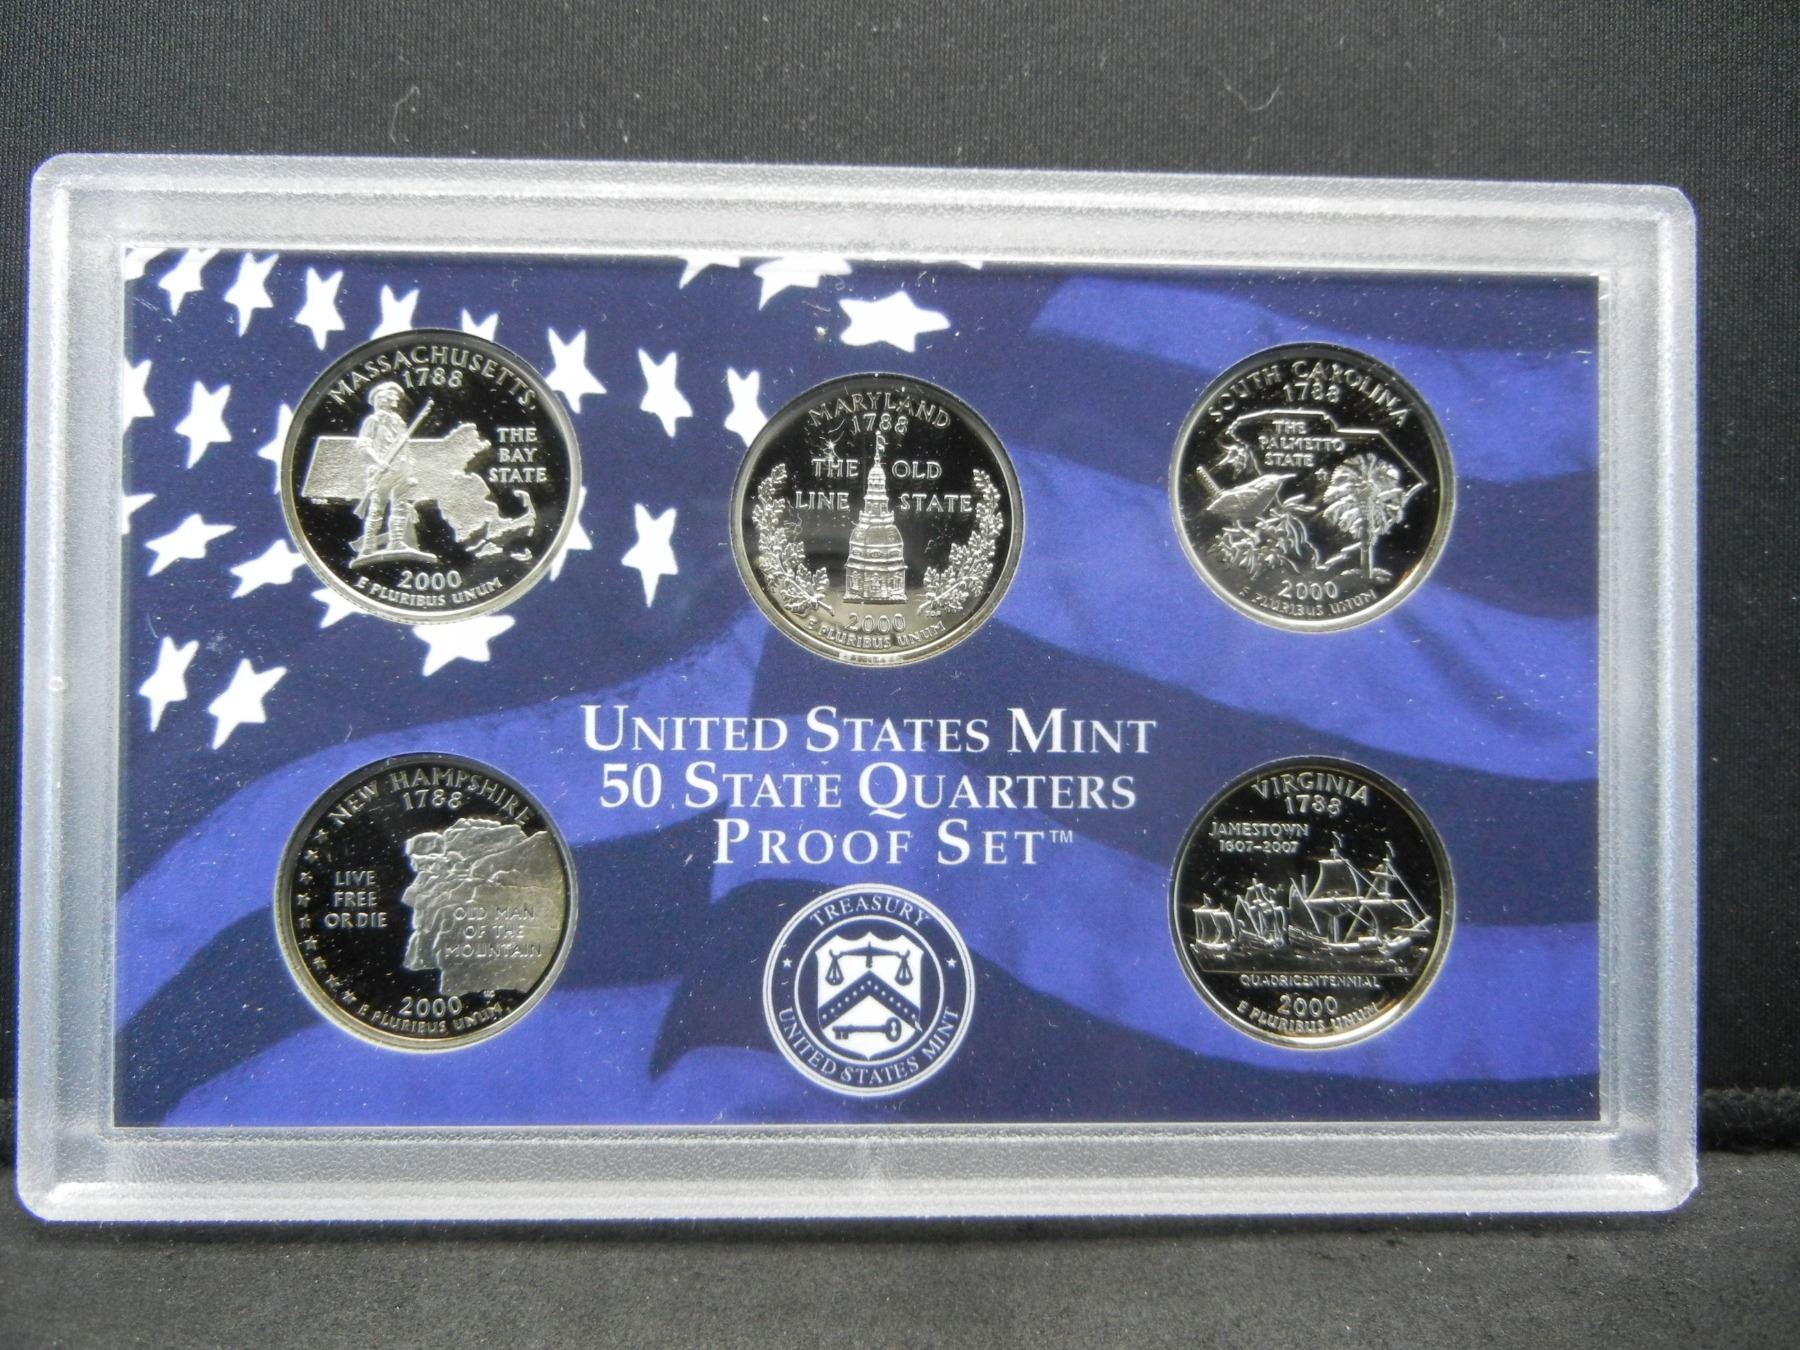 MASSACHUSETTS
1788
THE
BAY
STATE
2000
E PLURIBUS UNUM
MARYLAND
1788
THE OLD
LINE STATE
2000
E PLURIBUS UNUM
SOUTH CAROLINA
1788
THE
PALMETTO
STATE
2000
E PLURIBUS UNUM
UNITED STATES MINT
50 STATE QUARTERS
PROOF SET™
NEW HAMPSHIRE
1788
LIVE
FREE
OR DIE
OLD MAN
OF THE
MOUNTAIN
2000
E PLURIBUS UNUM
TREASURY
UNITED STATES MINT
VIRGINIA
1788
JAMESTOWN
1607-2007
QUADRICENTENNIAL
2000
E PLURIBUS UNUM